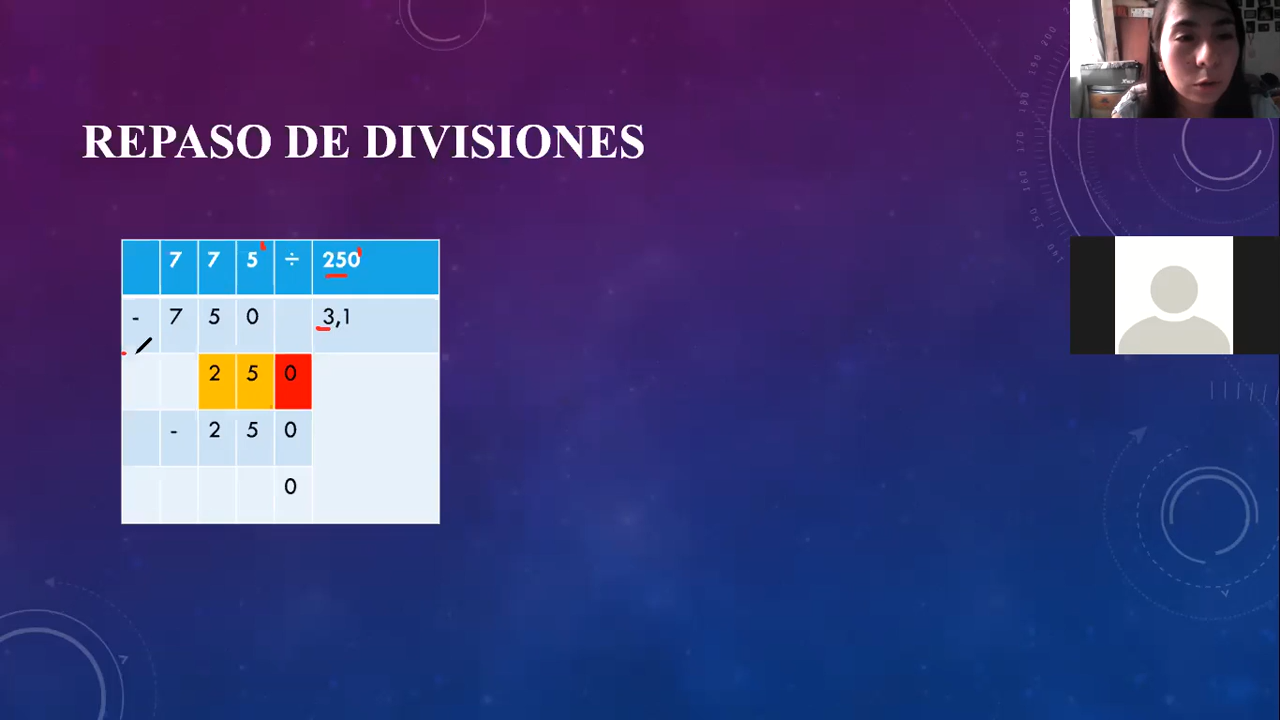 REPASO DE DIVISIONES
7 7 5 ÷ 250
- 7 5 0 3,1
2 5 0
- 2 5 0
0